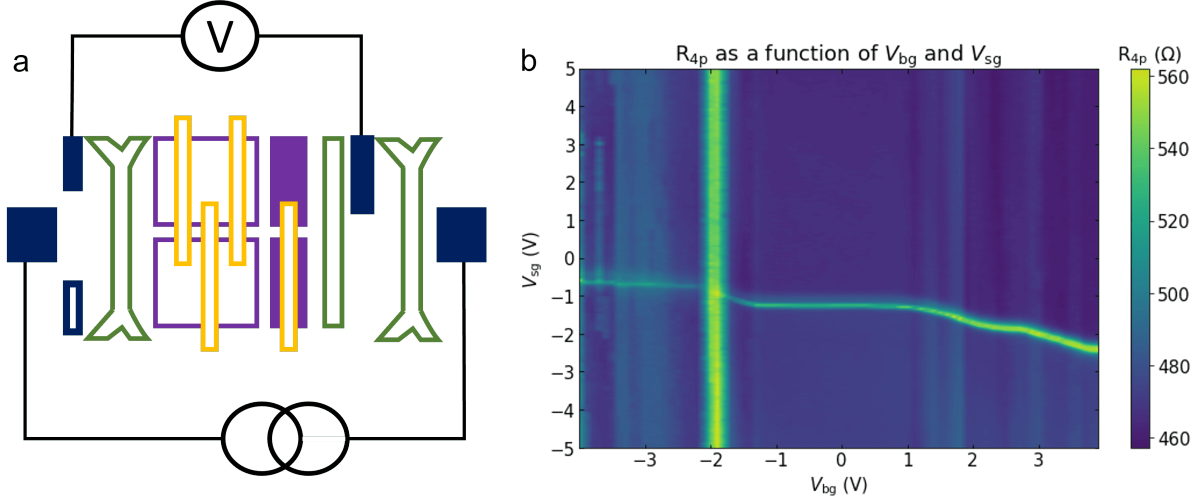 a
V
b
R4p as a function of Vbg and Vsg
R4p (Ω)
5
4
3
2
1
0
−1
−2
−3
−4
−5
Vsg (V)
−3 −2 −1 0 1 2 3
Vbg (V)
560
540
520
500
480
460